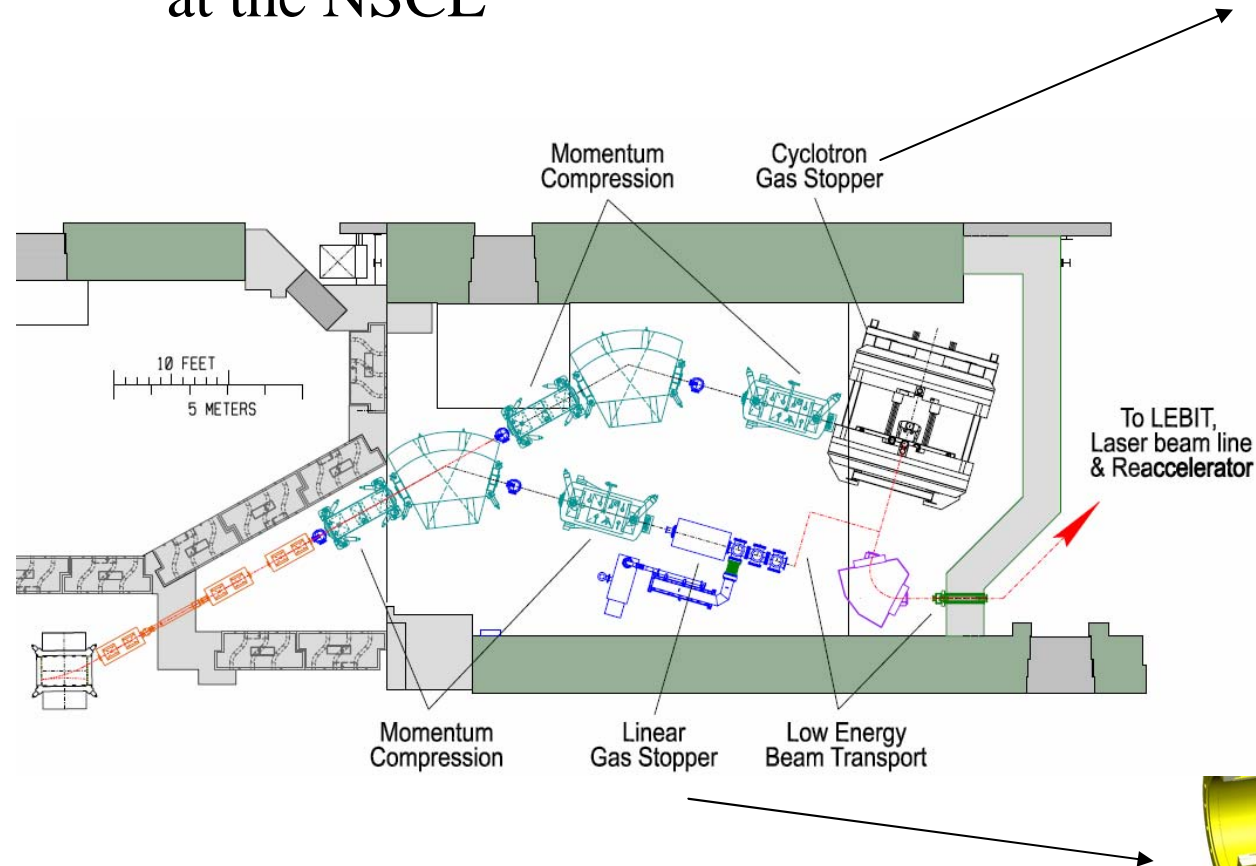 at the NSCL
Momentum
Compression
Cyclotron
Gas Stopper
10 FEET
5 METERS
To LEBIT,
Laser beam line
& Reaccelerator
Momentum
Compression
Linear
Gas Stopper
Low Energy
Beam Transport